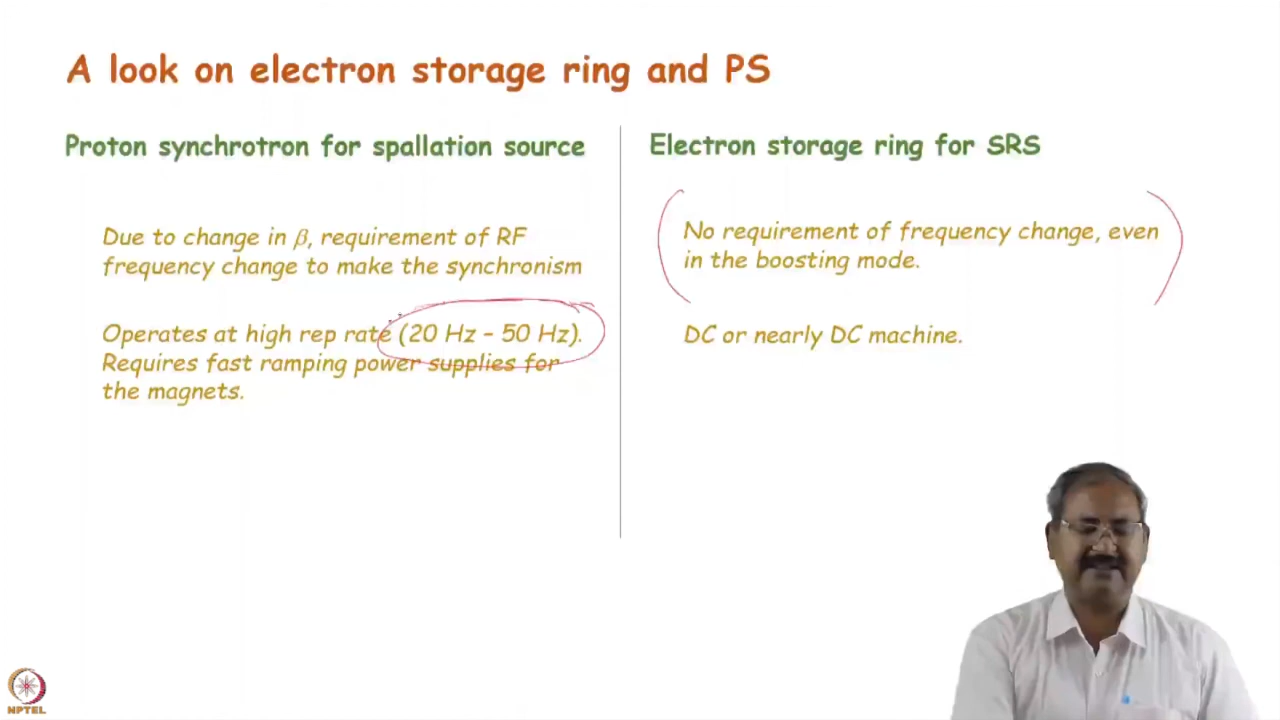 A look on electron storage ring and PS
Proton synchrotron for spallation source
Due to change in β, requirement of RF
frequency change to make the synchronism
Operates at high rep rate (20 Hz – 50 Hz).
Requires fast ramping power supplies for
the magnets.
Electron storage ring for SRS
No requirement of frequency change, even
in the boosting mode.
DC or nearly DC machine.
NPTEL